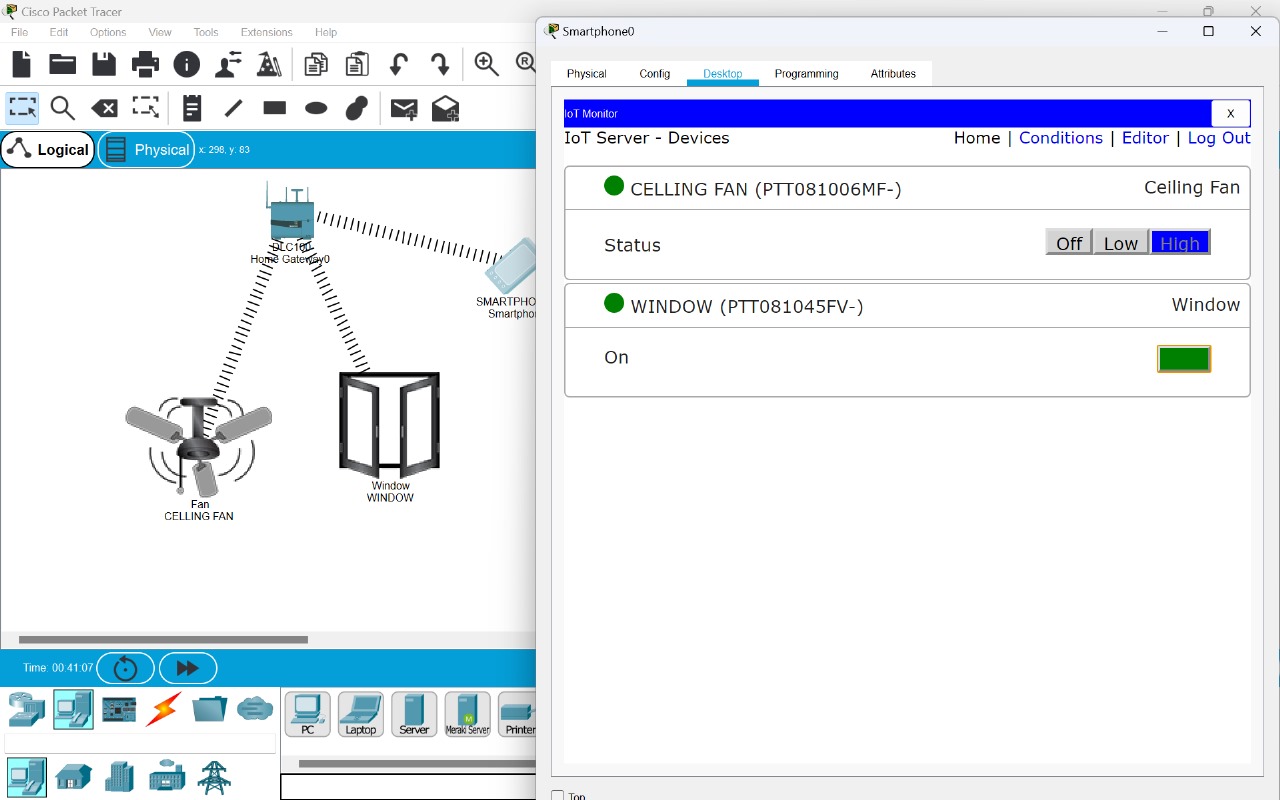 Cisco Packet Tracer
File Edit Options View Tools Extensions Help
Logical
Physical
x: 298, y: 83
DLC100
Home Gateway0
SMARTPHO
Smartphor
Fan
CELLING FAN
Window
WINDOW
Time: 00:41:07
PC
Laptop
Server
Meraki Server
Printer
Smartphone0
Physical Config Desktop Programming Attributes
IoT Monitor
X
IoT Server - Devices
Home | Conditions | Editor | Log Out
CELLING FAN (PTT081006MF-)
Ceiling Fan
Status
Off Low High
WINDOW (PTT081045FV-)
Window
On
Top